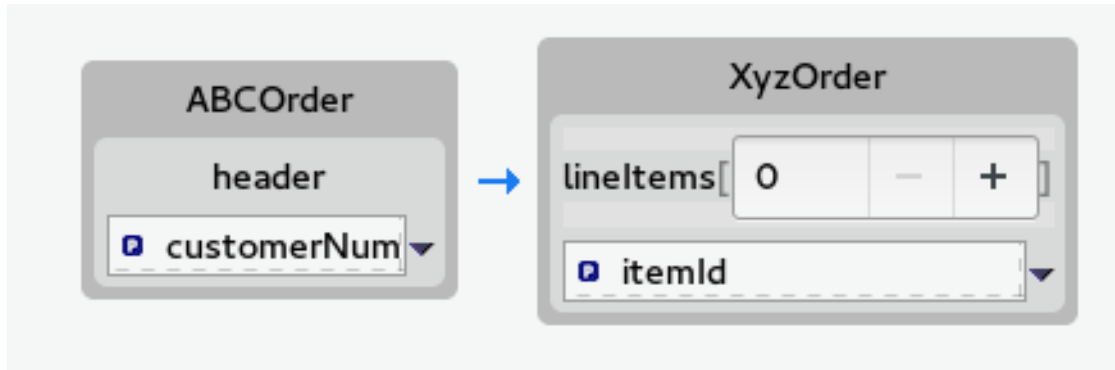 ABCOrder
header
customerNum
XyzOrder
lineItems[ 0 − + ]
itemId